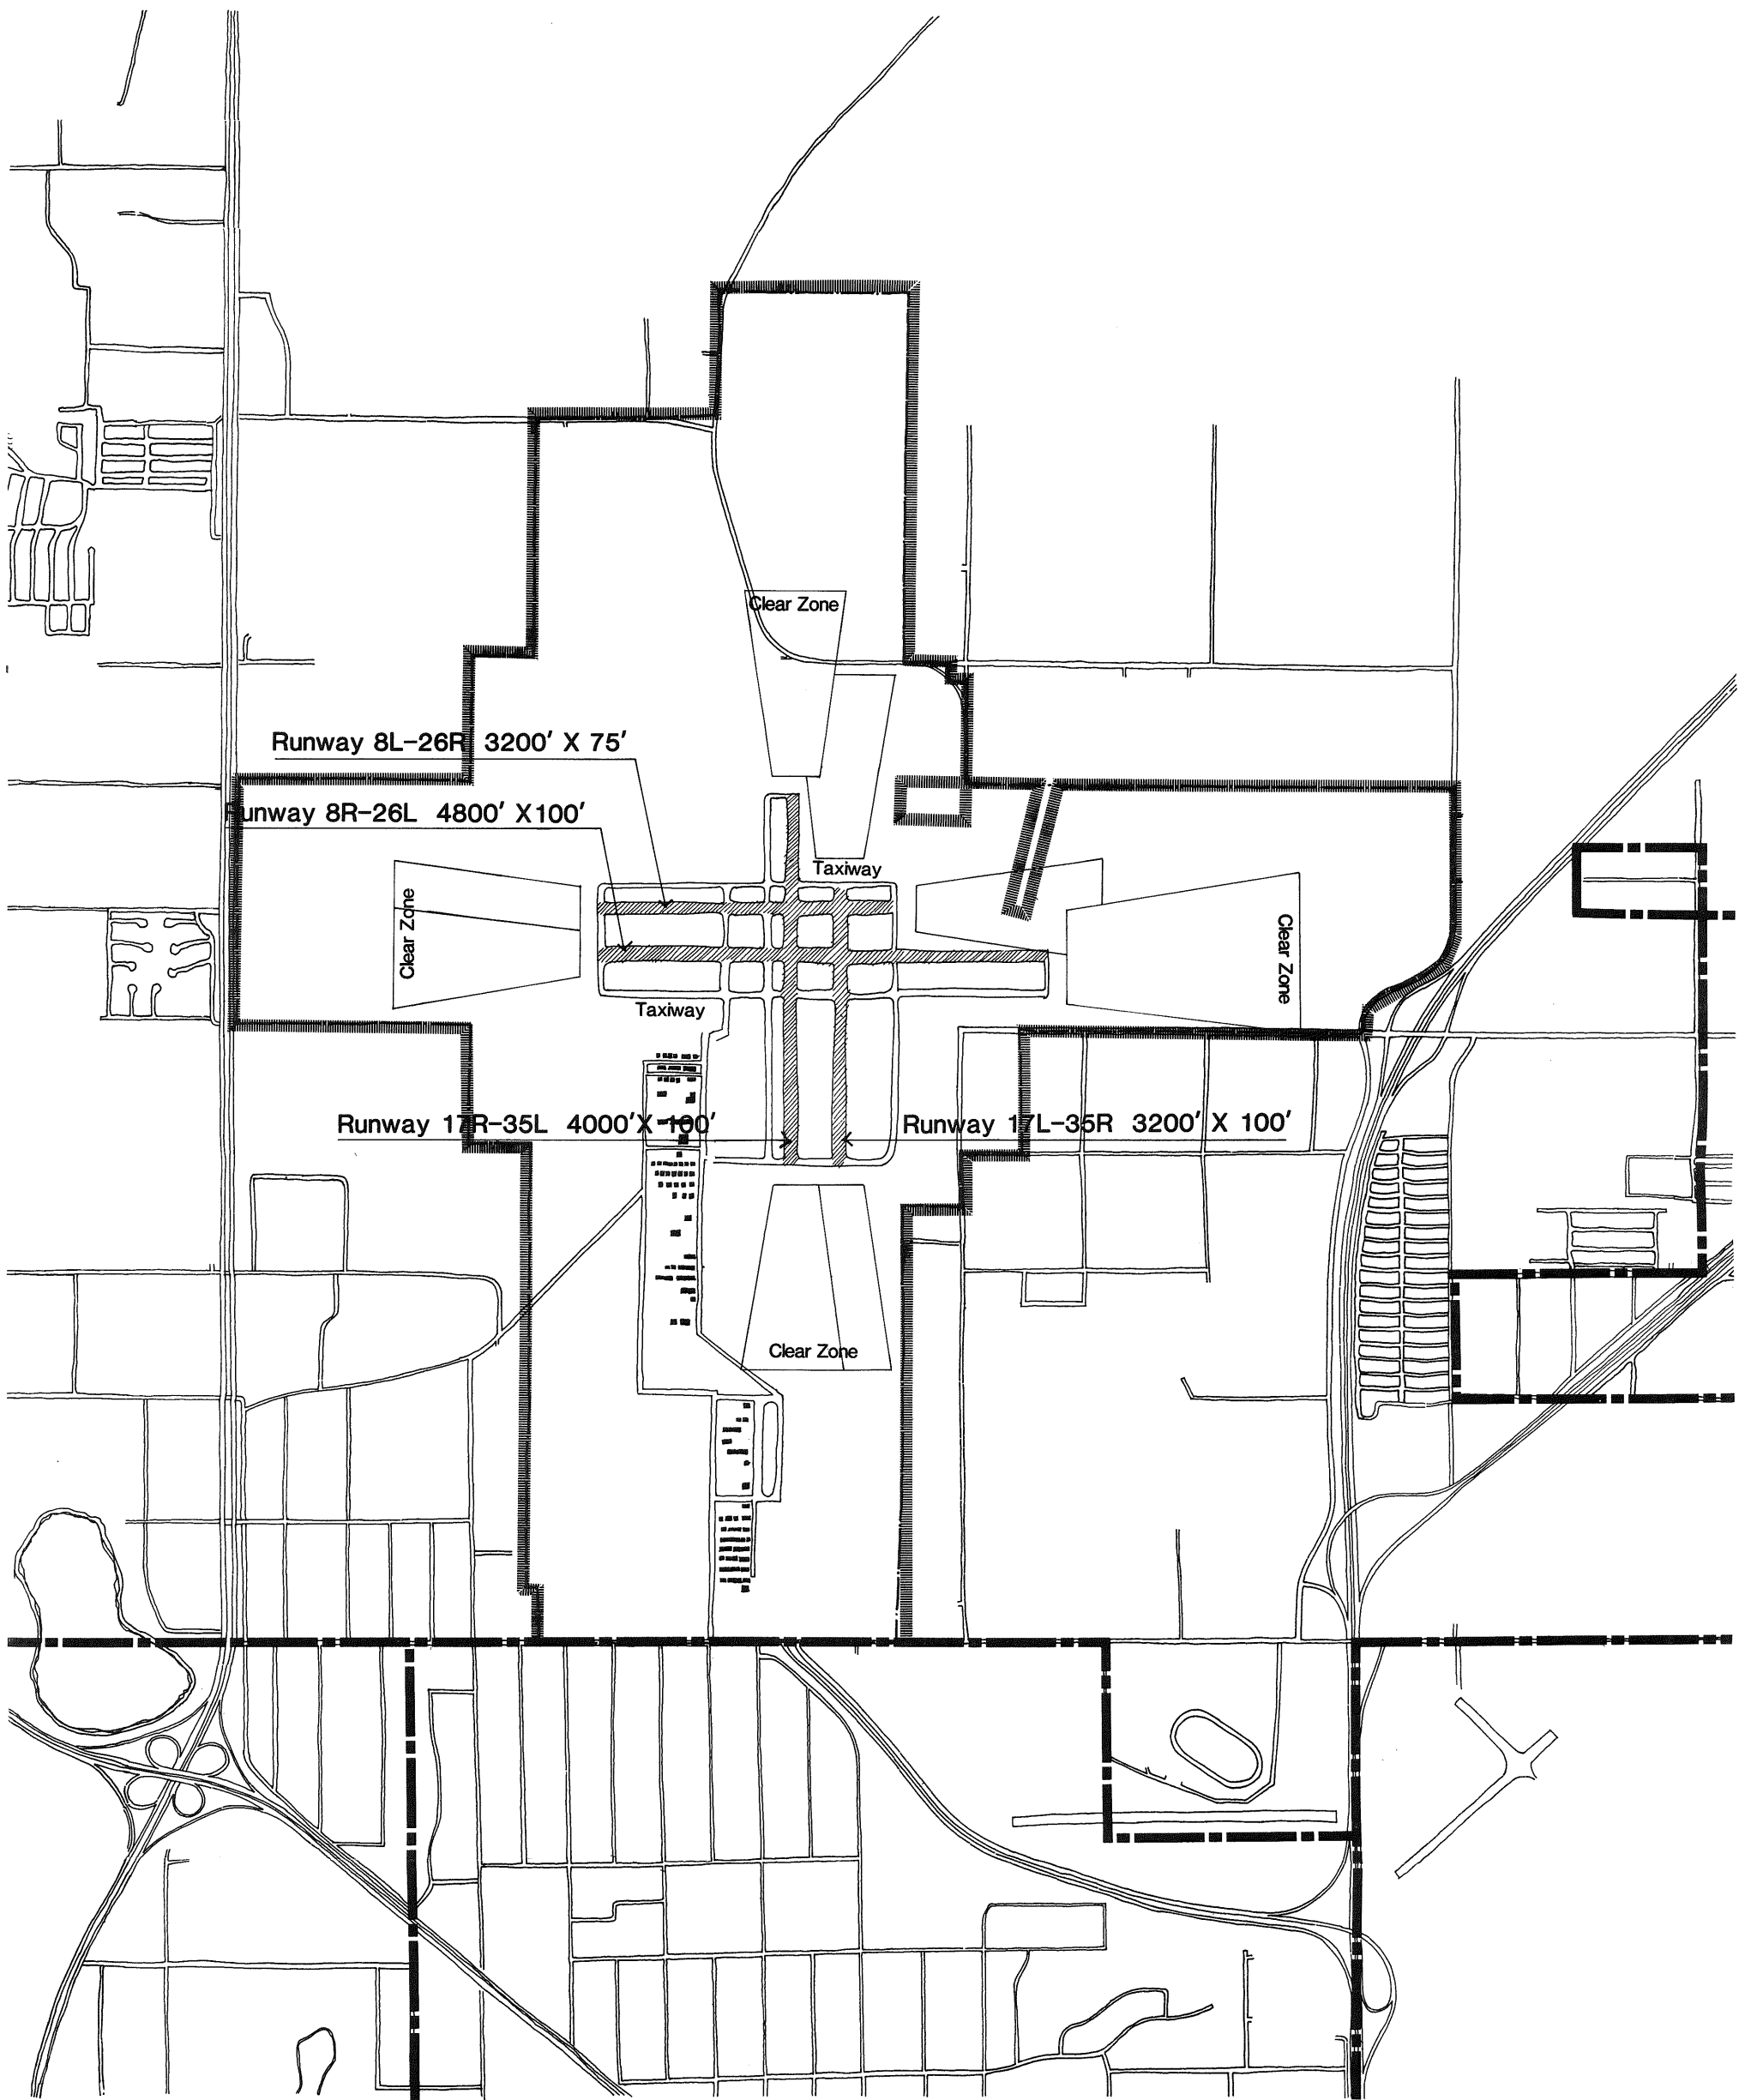 Clear Zone
Runway 8L-26R 3200' X 75'
Runway 8R-26L 4800' X100'
Taxiway
Clear Zone
Clear Zone
Taxiway
Runway 17R-35L 4000'X 100'
Runway 17L-35R 3200' X 100'
Clear Zone